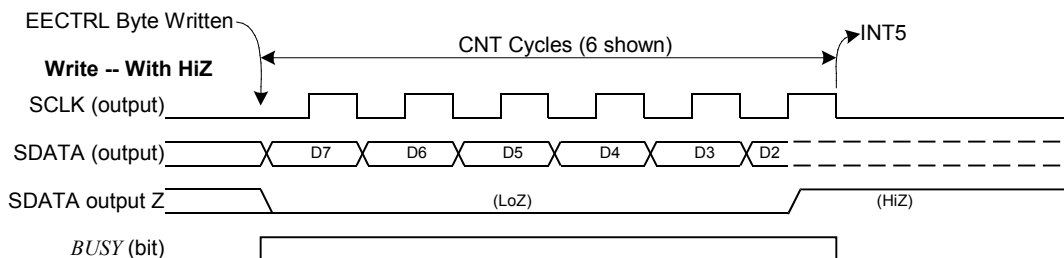 EECTRL Byte Written
INT5
CNT Cycles (6 shown)
Write -- With HiZ
SCLK (output)
SDATA (output) D7 D6 D5 D4 D3 D2
SDATA output Z (LoZ) (HiZ)
BUSY (bit)